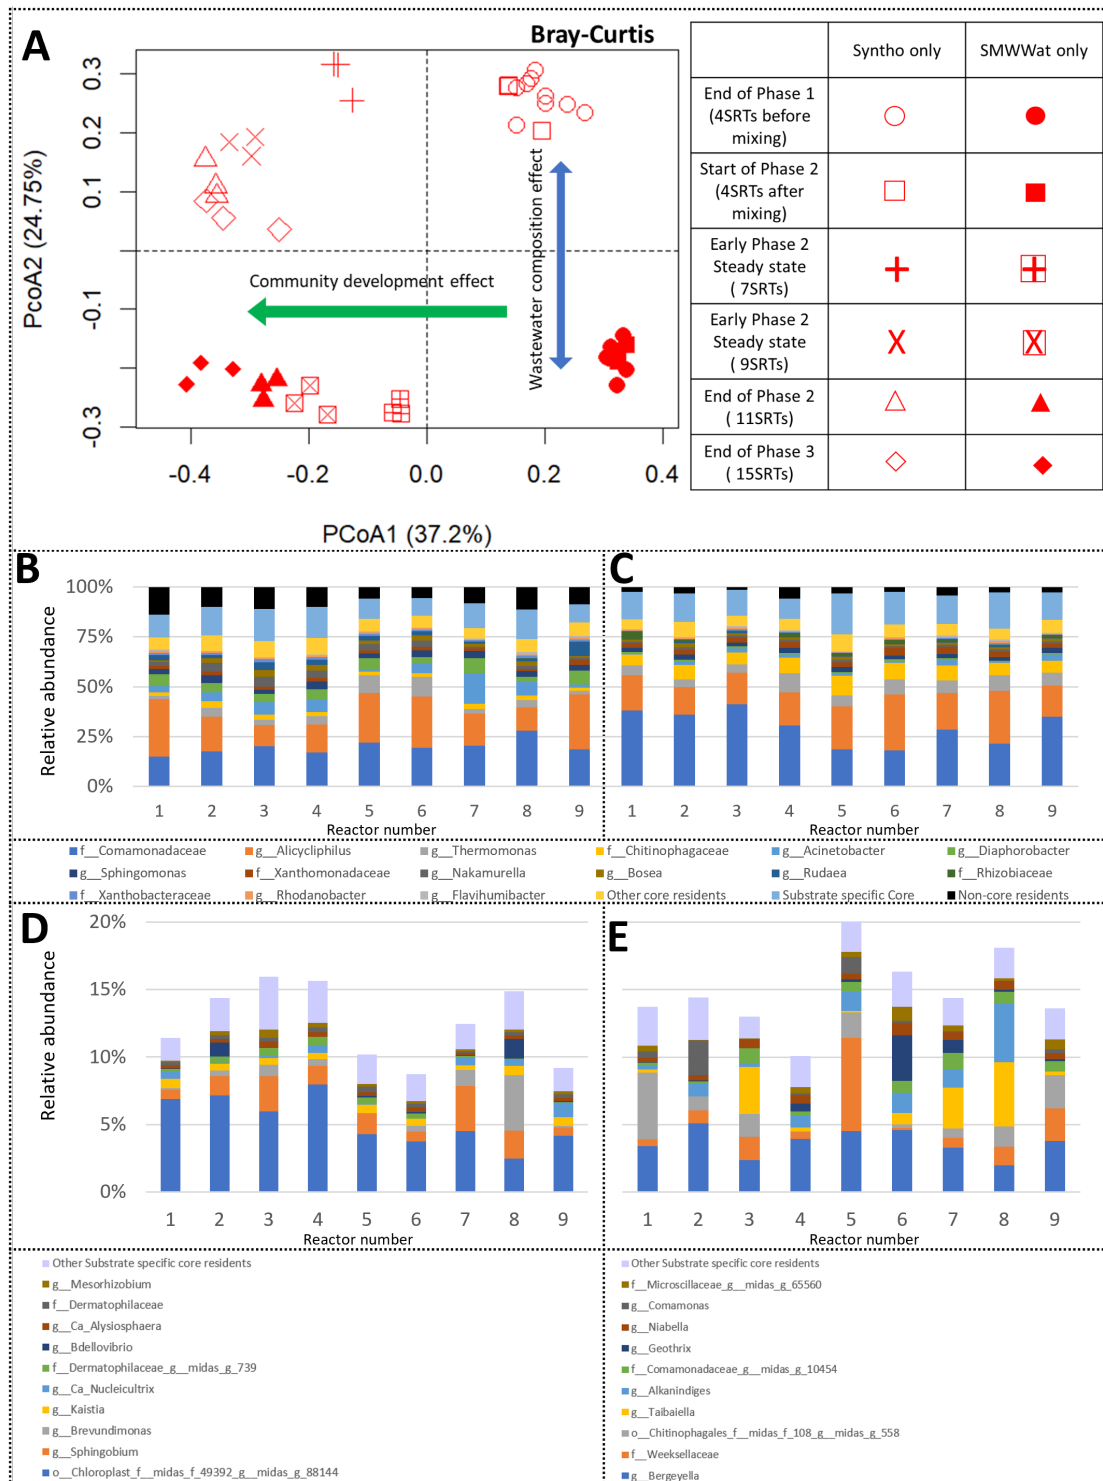 A
Bray-Curtis
PcoA2 (24.75%)
0.3
0.2
0.1
-0.1
-0.3
Wastewater composition effect
Community development effect
-0.4
-0.2
0.0
0.2
0.4
PCoA1 (37.2%)
Syntho only
SMWWat only
End of Phase 1
(4SRTs before
mixing)
Start of Phase 2
(4SRTs after
mixing)
Early Phase 2
Steady state
( 7SRTs)
Early Phase 2
Steady state
( 9SRTs)
End of Phase 2
( 11SRTs)
End of Phase 3
( 15SRTs)
B
Relative abundance
100%
75%
50%
25%
0%
1 2 3 4 5 6 7 8 9
Reactor number
C
1 2 3 4 5 6 7 8 9
Reactor number
f__Comamonadaceae g__Alicycliphilus g__Thermomonas f__Chitinophagaceae g__Acinetobacter g__Diaphorobacter
g__Sphingomonas f__Xanthomonadaceae g__Nakamurella g__Bosea g__Rudaea f__Rhizobiaceae
f__Xanthobacteraceae g__Rhodanobacter g__Flavihumibacter Other core residents Substrate specific Core Non-core residents
D
Relative abundance
20%
15%
10%
5%
0%
1 2 3 4 5 6 7 8 9
Reactor number
E
1 2 3 4 5 6 7 8 9
Reactor number
Other Substrate specific core residents
g__Mesorhizobium
f__Dermatophilaceae
g__Ca_Alysiosphaera
g__Bdellovibrio
f__Dermatophilaceae_g__midas_g_739
g__Ca_Nucleicultrix
g__Kaistia
g__Brevundimonas
g__Sphingobium
o__Chloroplast_f__midas_f_49392_g__midas_g_88144
Other Substrate specific core residents
f__Microscillaceae_g__midas_g_65560
g__Comamonas
g__Niabella
g__Geothrix
f__Comamonadaceae_g__midas_g_10454
g__Alkanindiges
g__Taibaiella
o__Chitinophagales_f__midas_f_108_g__midas_g_558
f__Weeksellaceae
g__Bergeyella